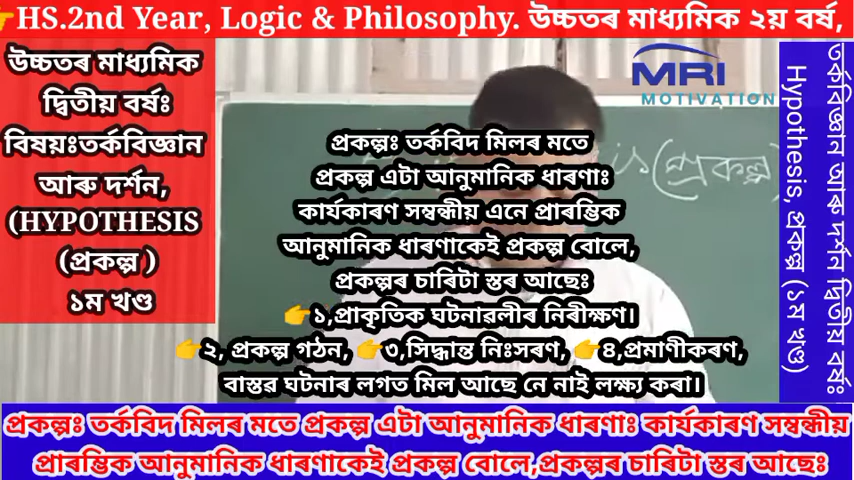 👉HS.2nd Year, Logic & Philosophy. উচ্চতৰ মাধ্যমিক ২য় বৰ্ষ,
উচ্চতৰ মাধ্যমিক
দ্বিতীয় বৰ্ষঃ
বিষয়ঃতৰ্কবিজ্ঞান
আৰু দৰ্শন,
(HYPOTHESIS
(প্ৰকল্প )
১ম খণ্ড
MRI
MOTIVATION
(প্ৰকল্প)
প্ৰকল্পঃ তৰ্কবিদ মিলৰ মতে
প্ৰকল্প এটা আনুমানিক ধাৰণাঃ
কাৰ্যকাৰণ সম্বন্ধীয় এনে প্ৰাৰম্ভিক
আনুমানিক ধাৰণাকেই প্ৰকল্প বোলে,
প্ৰকল্পৰ চাৰিটা স্তৰ আছেঃ
👉১,প্ৰাকৃতিক ঘটনাৱলীৰ নিৰীক্ষণ।
👉২, প্ৰকল্প গঠন, 👉৩,সিদ্ধান্ত নিঃসৰণ, 👉৪,প্ৰমাণীকৰণ,
বাস্তৱ ঘটনাৰ লগত মিল আছে নে নাই লক্ষ্য কৰা।
তৰ্কবিজ্ঞান আৰু দৰ্শন দ্বিতীয় বৰ্ষঃ
Hypothesis, প্ৰকল্প (১ম খণ্ড)
প্ৰকল্পঃ তৰ্কবিদ মিলৰ মতে প্ৰকল্প এটা আনুমানিক ধাৰণাঃ কাৰ্যকাৰণ সম্বন্ধীয়
প্ৰাৰম্ভিক আনুমানিক ধাৰণাকেই প্ৰকল্প বোলে,প্ৰকল্পৰ চাৰিটা স্তৰ আছেঃ